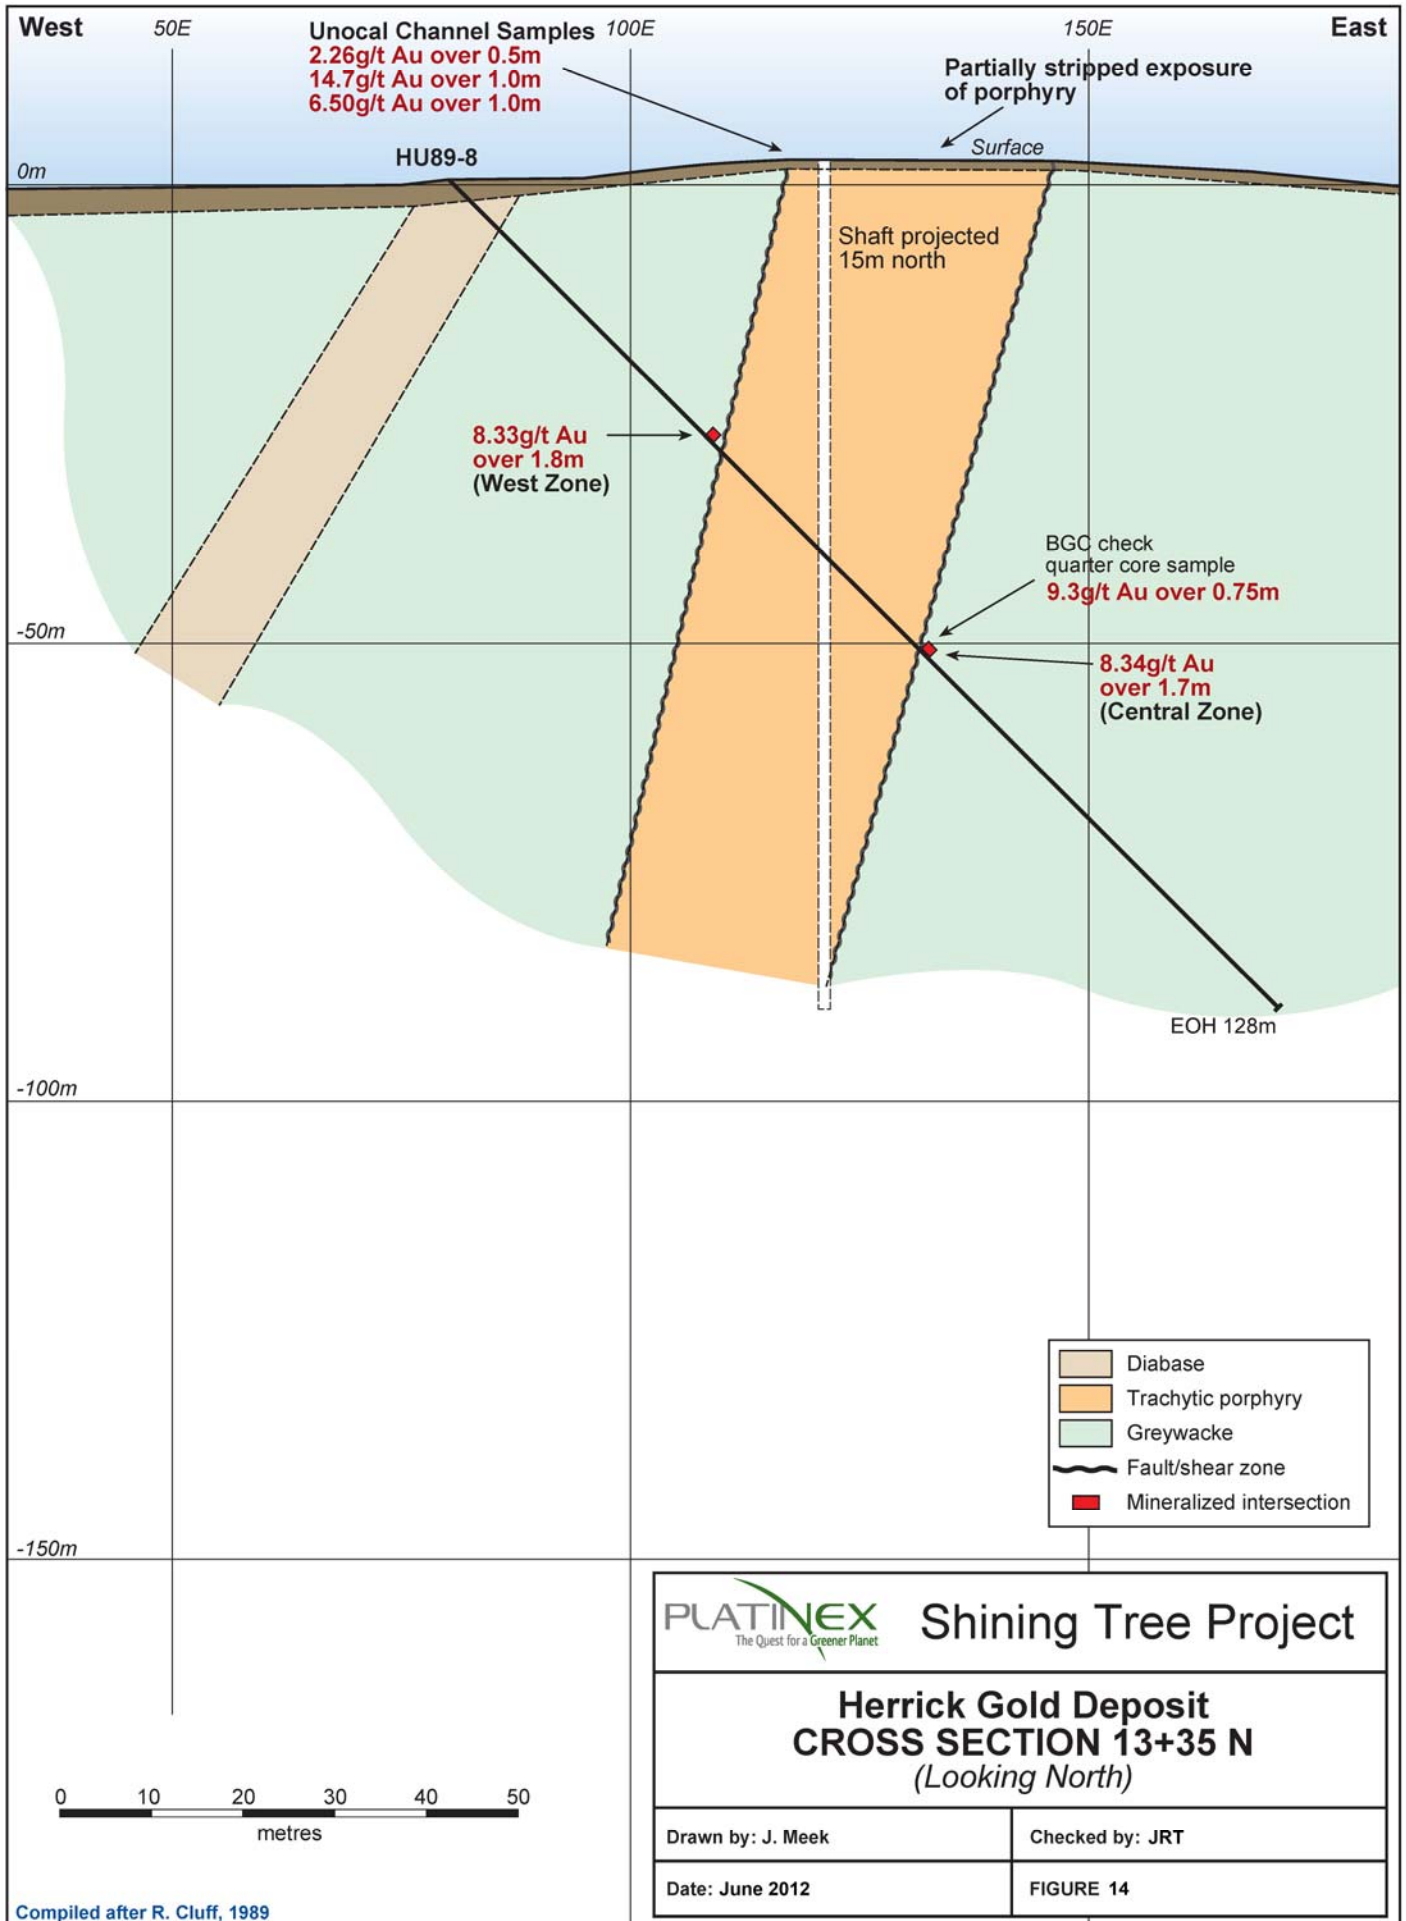 West
50E
Unocal Channel Samples
2.26g/t Au over 0.5m
14.7g/t Au over 1.0m
6.50g/t Au over 1.0m
100E
150E
East
Partially stripped exposure
of porphyry
Surface
HU89-8
0m
Shaft projected
15m north
8.33g/t Au
over 1.8m
(West Zone)
BGC check
quarter core sample
9.3g/t Au over 0.75m
-50m
8.34g/t Au
over 1.7m
(Central Zone)
EOH 128m
-100m
Diabase
Trachytic porphyry
Greywacke
Fault/shear zone
Mineralized intersection
-150m
PLATINEX
The Quest for a Greener Planet
Shining Tree Project
Herrick Gold Deposit
CROSS SECTION 13+35 N
(Looking North)
0 10 20 30 40 50
metres
Drawn by: J. Meek
Checked by: JRT
Date: June 2012
FIGURE 14
Compiled after R. Cluff, 1989